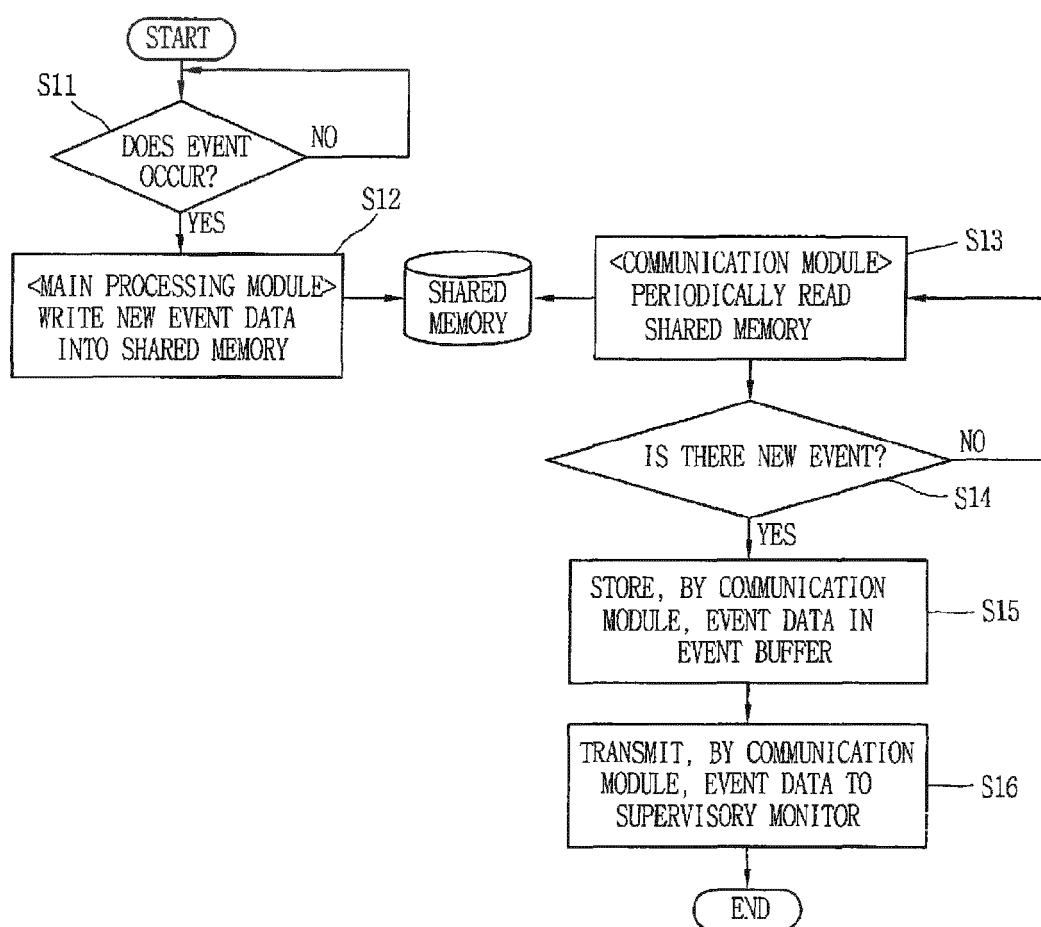 START
S11
DOES EVENT
OCCUR?
NO
YES
S12
<MAIN PROCESSING MODULE>
WRITE NEW EVENT DATA
INTO SHARED MEMORY
SHARED
MEMORY
<COMMUNICATION MODULE>
PERIODICALLY READ
SHARED MEMORY
S13
IS THERE NEW EVENT?
NO
S14
YES
STORE, BY COMMUNICATION
MODULE, EVENT DATA IN
EVENT BUFFER
S15
TRANSMIT, BY COMMUNICATION
MODULE, EVENT DATA TO
SUPERVISORY MONITOR
S16
END